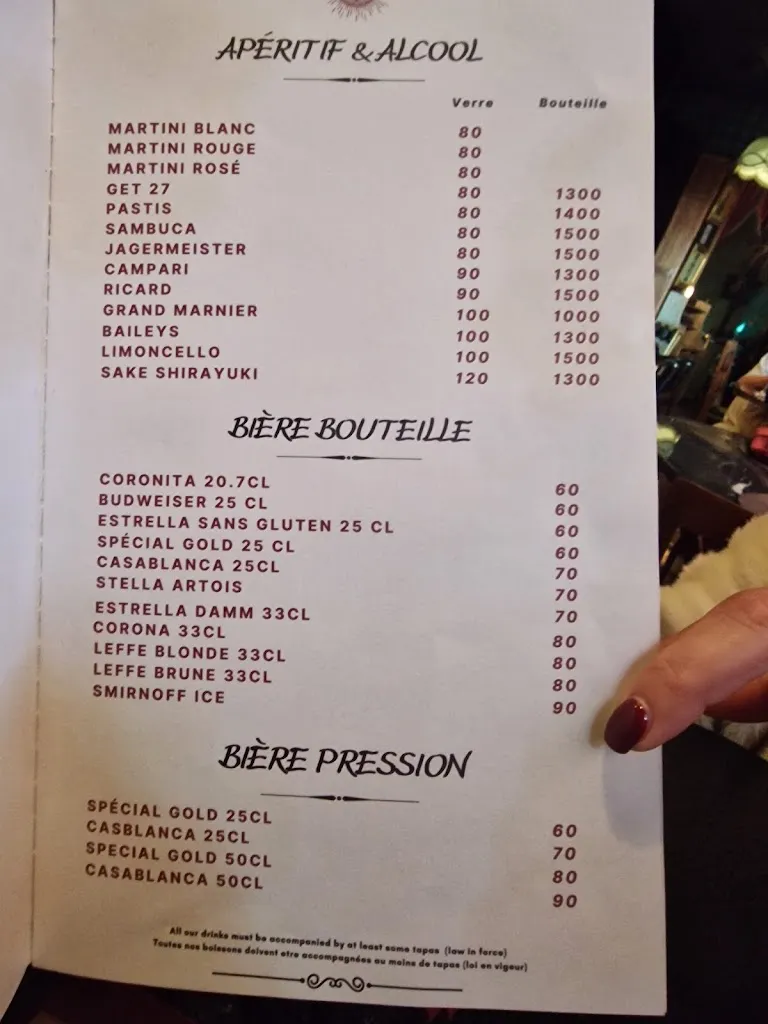 APÉRITIF & ALCOOL
Verre Bouteille
MARTINI BLANC 80
MARTINI ROUGE 80
MARTINI ROSÉ 80
GET 27 80 1300
PASTIS 80 1400
SAMBUCA 80 1500
JAGERMEISTER 80 1500
CAMPARI 90 1300
RICARD 90 1500
GRAND MARNIER 100 1000
BAILEYS 100 1300
LIMONCELLO 100 1500
SAKE SHIRAYUKI 120 1300
BIÈRE BOUTEILLE
CORONITA 20.7CL 60
BUDWEISER 25 CL 60
ESTRELLA SANS GLUTEN 25 CL 60
SPÉCIAL GOLD 25 CL 60
CASABLANCA 25CL 70
STELLA ARTOIS 70
ESTRELLA DAMM 33CL 70
CORONA 33CL 80
LEFFE BLONDE 33CL 80
LEFFE BRUNE 33CL 80
SMIRNOFF ICE 90
BIÈRE PRESSION
SPÉCIAL GOLD 25CL 60
CASBLANCA 25CL 70
SPECIAL GOLD 50CL 80
CASABLANCA 50CL 90
All our drinks must be accompanied by at least some tapas (law in force)
Toutes nos boissons doivent etre accompagnées au moins de tapas (loi en vigeur)